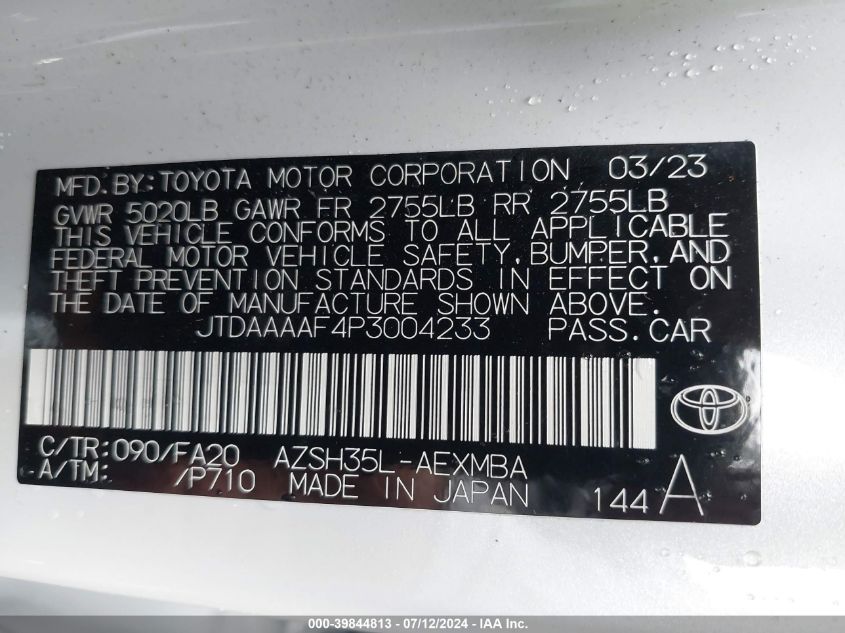 MFD. BY: TOYOTA MOTOR CORPORATION 03/23
GVWR 5020LB GAWR FR 2755LB RR 2755LB
THIS VEHICLE CONFORMS TO ALL APPLICABLE
FEDERAL MOTOR VEHICLE SAFETY, BUMPER, AND
THEFT PREVENTION STANDARDS IN EFFECT ON
THE DATE OF MANUFACTURE SHOWN ABOVE.
JTDAAAAF4P3004233 PASS. CAR
C/TR: 090/FA20 AZSH35L-AEXMBA
A/TM: /P710 MADE IN JAPAN 144 A
000-39844813 - 07/12/2024 - IAA Inc.